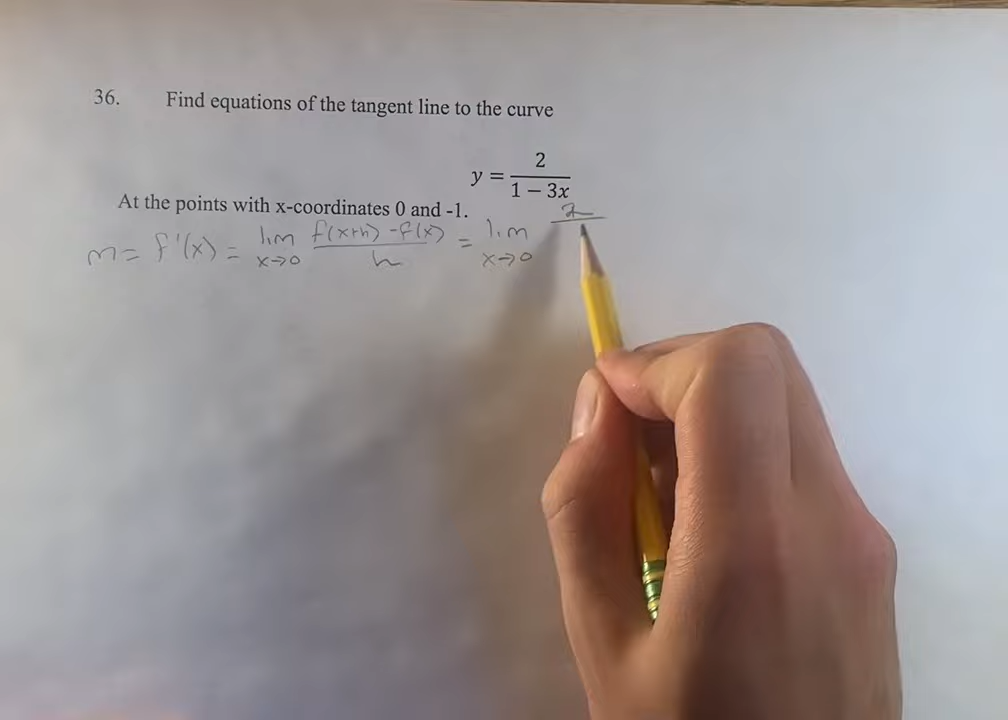 36. Find equations of the tangent line to the curve
y = 2 / (1 − 3x)
At the points with x-coordinates 0 and -1.
m = f'(x) = lim x→0 (f(x+h) - f(x)) / h = lim x→0 2 /